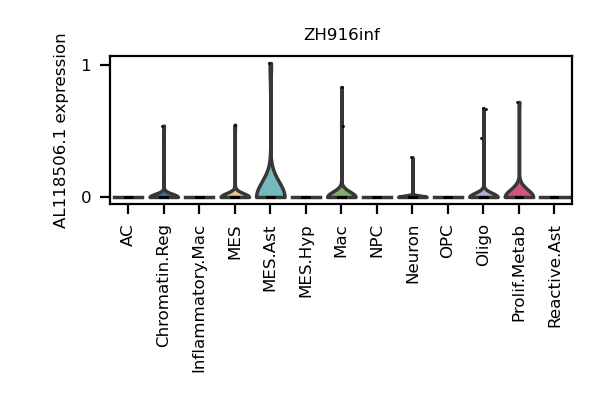 ZH916inf
AL118506.1 expression
1
0
AC
Chromatin.Reg
Inflammatory.Mac
MES
MES.Ast
MES.Hyp
Mac
NPC
Neuron
OPC
Oligo
Prolif.Metab
Reactive.Ast